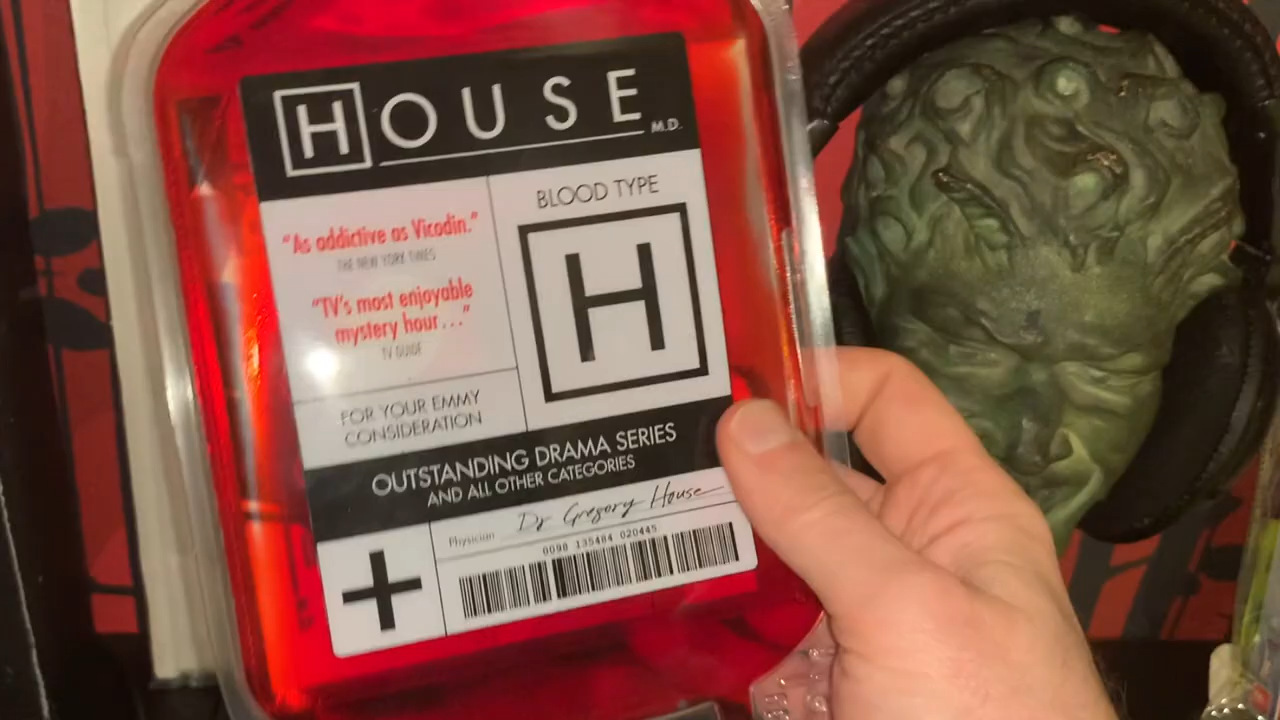 HOUSE
M.D.
"As addictive as Vicodin."
THE NEW YORK TIMES
"TV's most enjoyable
mystery hour..."
TV GUIDE
FOR YOUR EMMY
CONSIDERATION
BLOOD TYPE
H
OUTSTANDING DRAMA SERIES
AND ALL OTHER CATEGORIES
Physician Dr Gregory House
0098 135484 020445
+